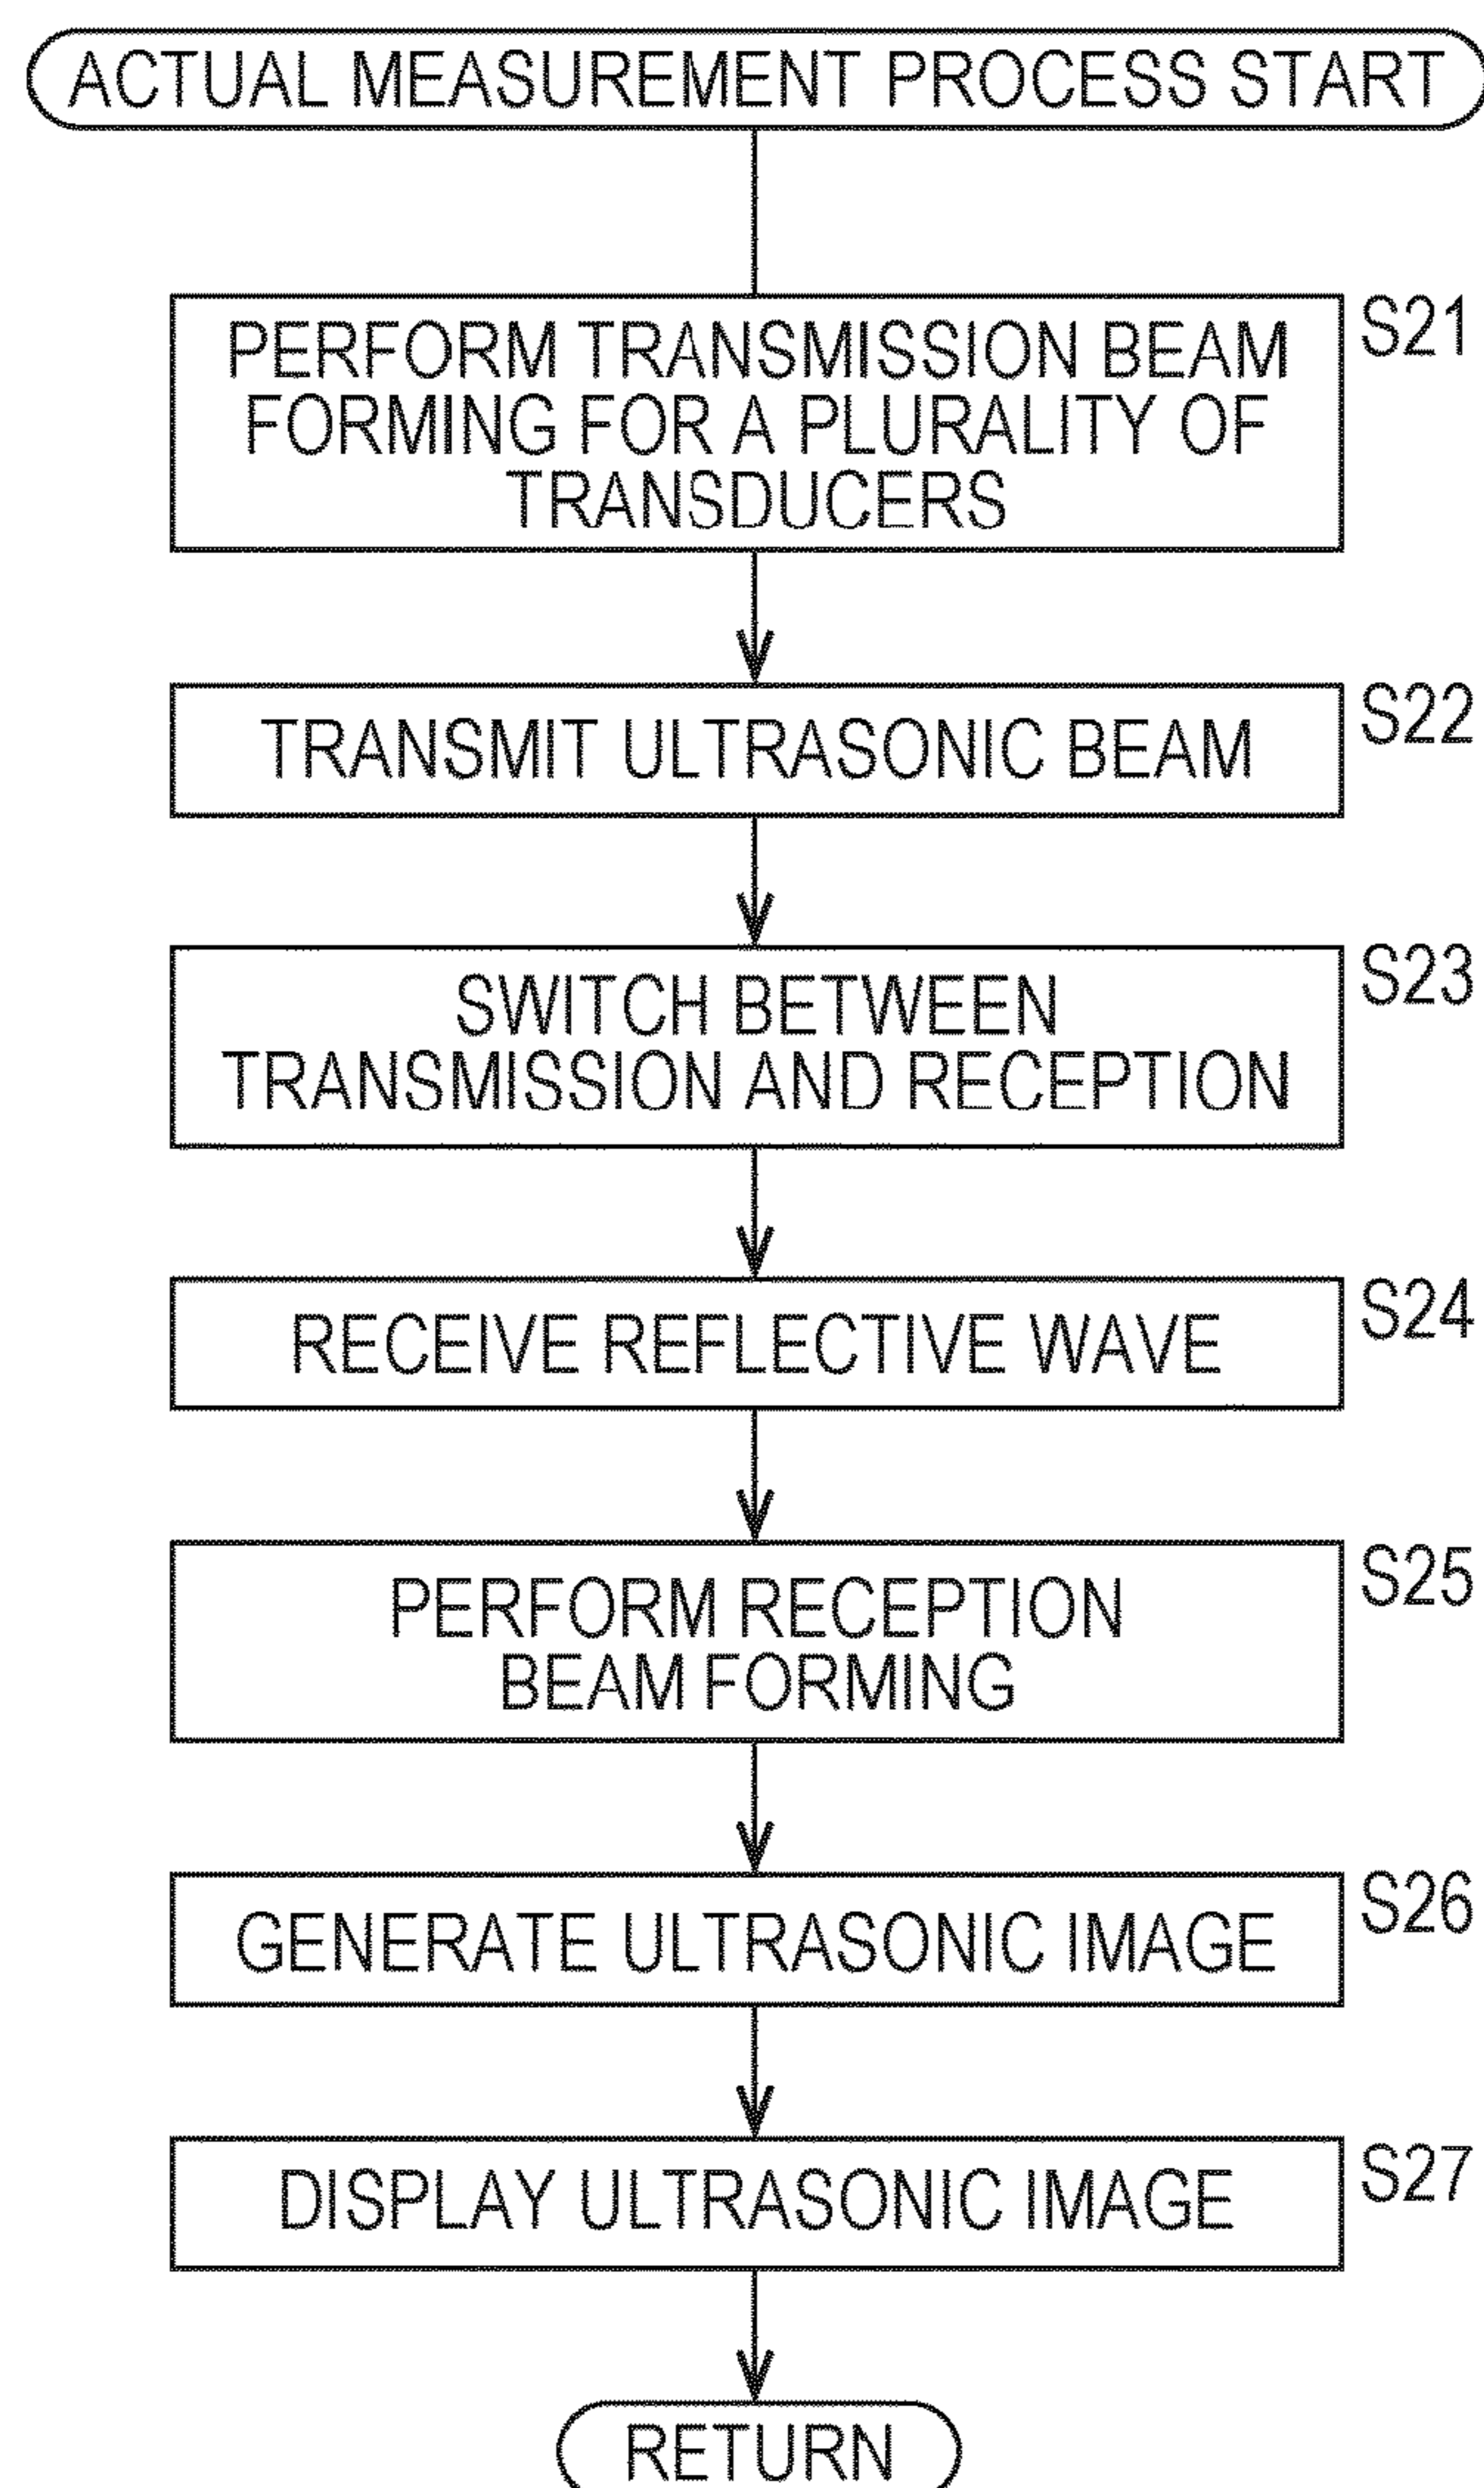 ACTUAL MEASUREMENT PROCESS START
S21
PERFORM TRANSMISSION BEAM
FORMING FOR A PLURALITY OF
TRANSDUCERS
S22
TRANSMIT ULTRASONIC BEAM
S23
SWITCH BETWEEN
TRANSMISSION AND RECEPTION
S24
RECEIVE REFLECTIVE WAVE
S25
PERFORM RECEPTION
BEAM FORMING
S26
GENERATE ULTRASONIC IMAGE
S27
DISPLAY ULTRASONIC IMAGE
RETURN